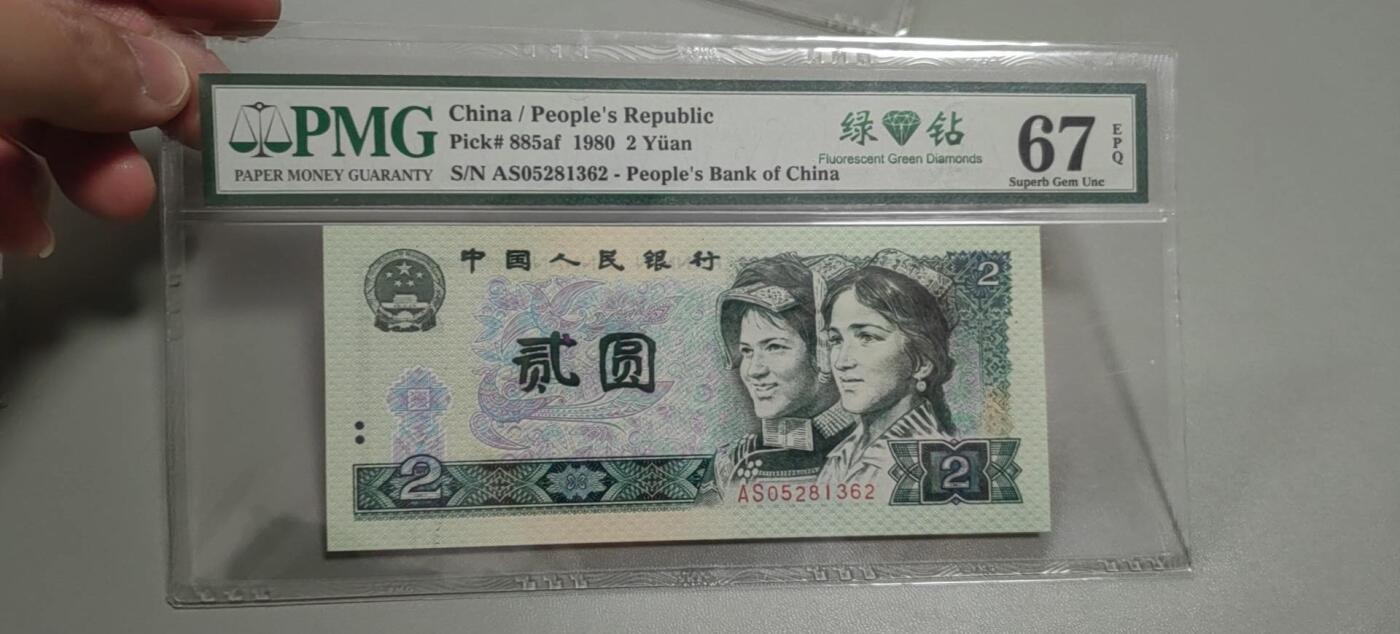 PMG
PAPER MONEY GUARANTY
China / People's Republic
Pick# 885af 1980 2 Yüan
S/N AS05281362 - People's Bank of China
绿 钻
Fluorescent Green Diamonds
67
EPQ
Superb Gem Unc
中国人民银行
2
贰圆
2
2
AS05281362